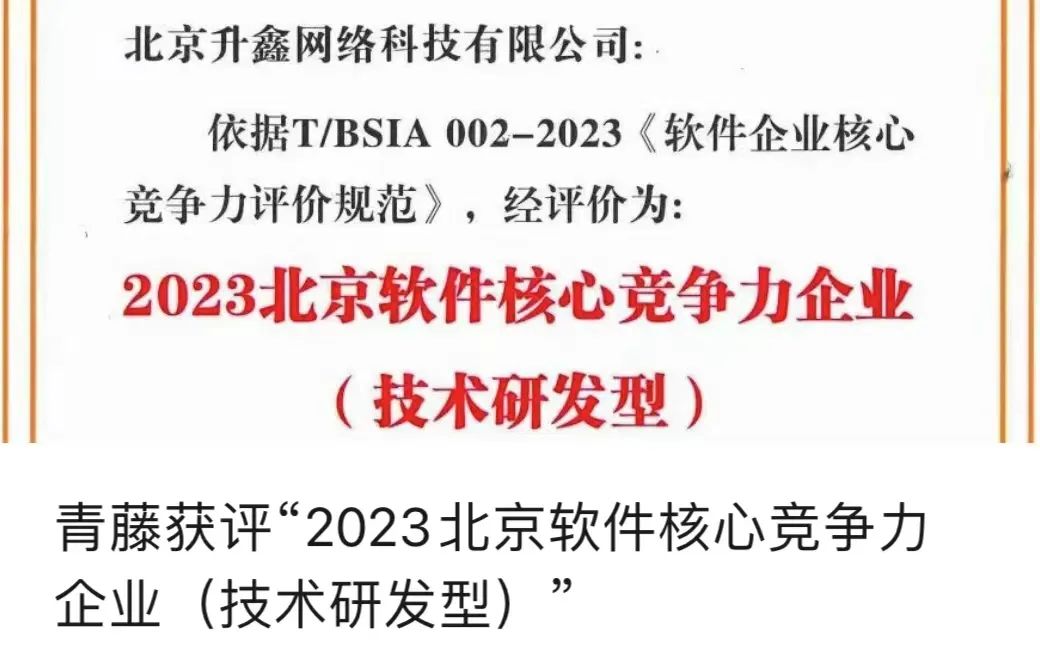 北京升鑫网络科技有限公司:
依据T/BSIA 002-2023《软件企业核心
竞争力评价规范》，经评价为:
2023北京软件核心竞争力企业
（技术研发型）
青藤获评“2023北京软件核心竞争力
企业（技术研发型）”